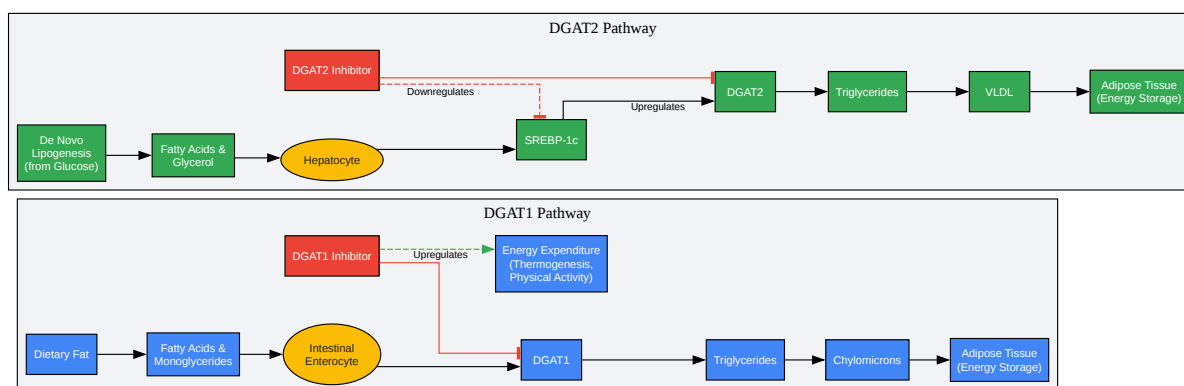 DGAT2 Pathway
DGAT2 Inhibitor
Downregulates
Upregulates
DGAT2
Triglycerides
VLDL
Adipose Tissue
(Energy Storage)
SREBP-1c
De Novo
Lipogenesis
(from Glucose)
Fatty Acids &
Glycerol
Hepatocyte
DGAT1 Pathway
DGAT1 Inhibitor
Upregulates
Energy Expenditure
(Thermogenesis,
Physical Activity)
Dietary Fat
Fatty Acids &
Monoglycerides
Intestinal
Enterocyte
DGAT1
Triglycerides
Chylomicrons
Adipose Tissue
(Energy Storage)